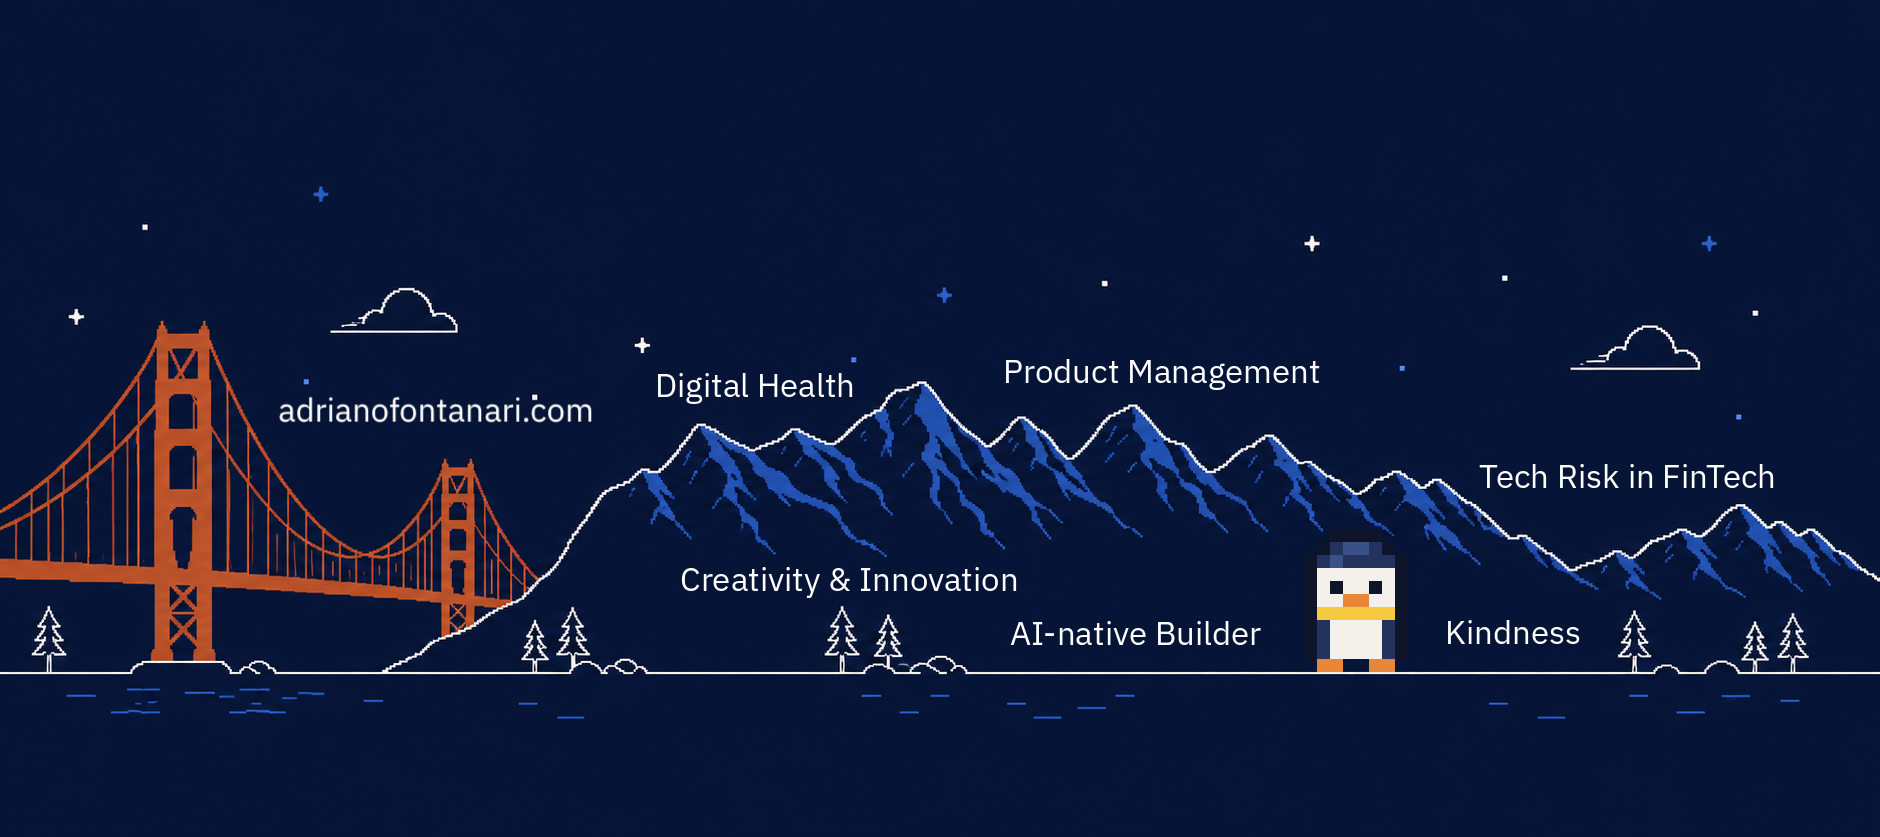 adrianofontanari.com
Digital Health
Product Management
Tech Risk in FinTech
Creativity & Innovation
AI-native Builder
Kindness